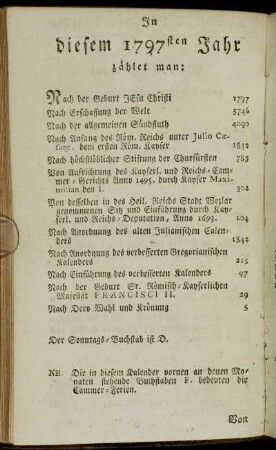 In
diesem 1797sten Jahr
zählet man:
Nach der Geburt JEsu Christi 1797
Nach Erschaffung der Welt 5746
Nach der allgemeinen Sündfluth 4090
Nach Anfang des Röm. Reichs unter Julio Cæ-
sare, dem ersten Röm. Kayser 1842
Nach höchstlöblicher Stiftung der Churfürsten 785
Von Aufrichtung des Kayserl. und Reichs-Cam-
mer-Gerichts Anno 1495. durch Kayser Maxi-
milian den I. 302
Von desselben in des Heil. Reichs Stadt Wezlar
genommenen Sitz und Einführung durch Kay-
serl. und Reichs-Deputation, Anno 1693. 104
Nach Anordnung des alten Julianischen Calen-
ders 1842
Nach Anordnung des verbesserten Gregorianischen
Kalenders 215
Nach Einführung des verbesserten Kalenders 97
Nach der Geburt Sr. Römisch-Kayserlichen
Majestät FRANCISCI II. 29
Nach Dero Wahl und Krönung 5
Der Sonntags-Buchstab ist D.
NB. Die in diesem Kalender vornen an denen Mo-
naten stehende Buchstaben F. bedeuten die
Cammer-Ferien.
Von